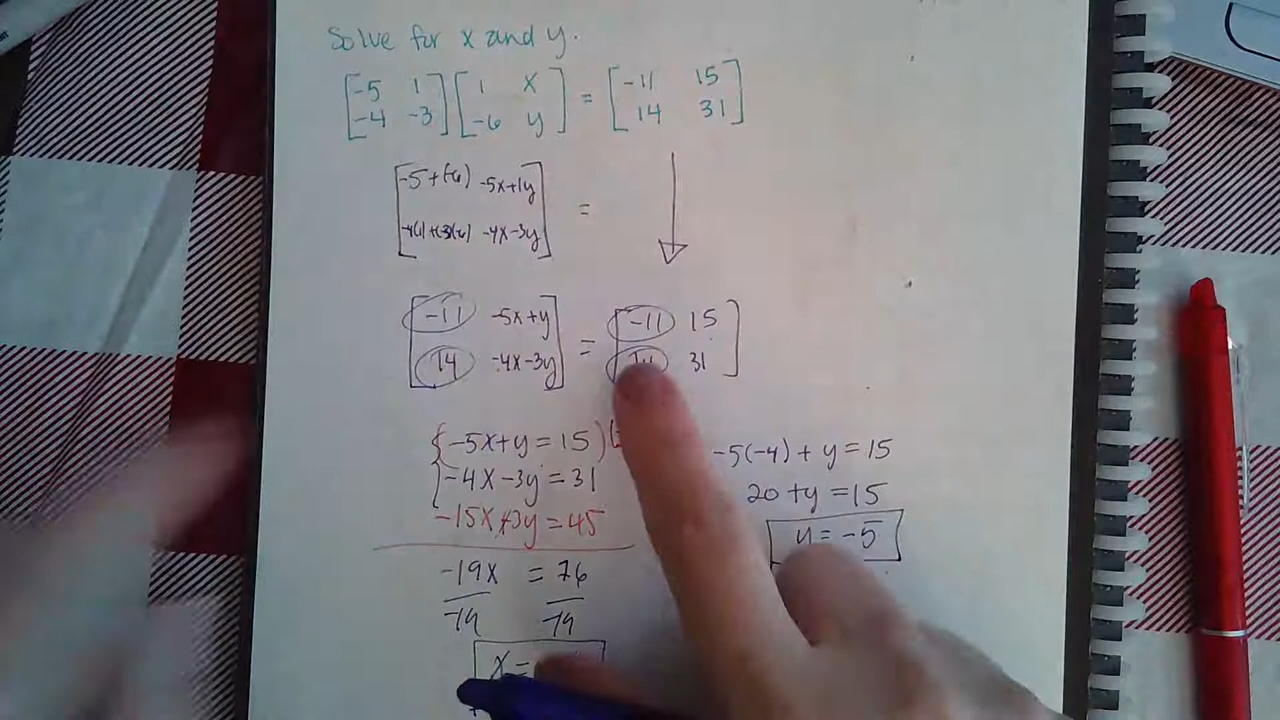 Solve for x and y.
[-5 1] [1 x] = [-11 15]
[-4 -3] [-6 y] [14 31]
[-5+(-6) -5x+1y] =
[-4(1)+(-3)(-6) -4x-3y]
[-11 -5x+y] = [-11 15]
[14 -4x-3y] [14 31]
{-5x+y=15)(
-4x-3y=31
-15x+3y=45
-19x = 76
-19 -19
x=
-5(-4)+y=15
20+y=15
y=-5